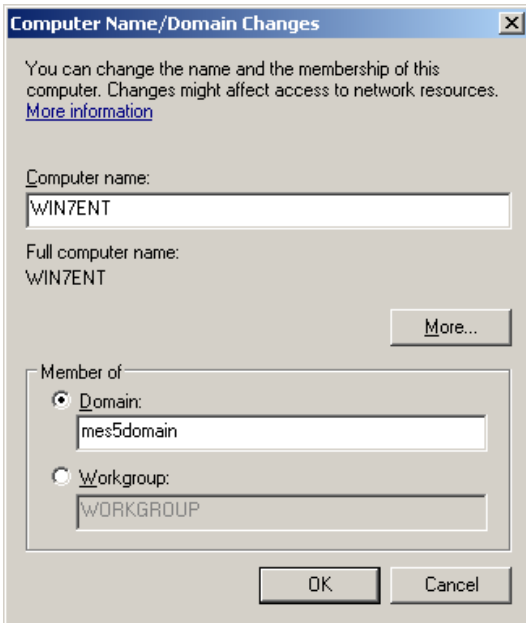 Computer Name/Domain Changes
You can change the name and the membership of this
computer. Changes might affect access to network resources.
More information
Computer name:
WIN7ENT
Full computer name:
WIN7ENT
More...
Member of
Domain:
mes5domain
Workgroup:
WORKGROUP
OK Cancel